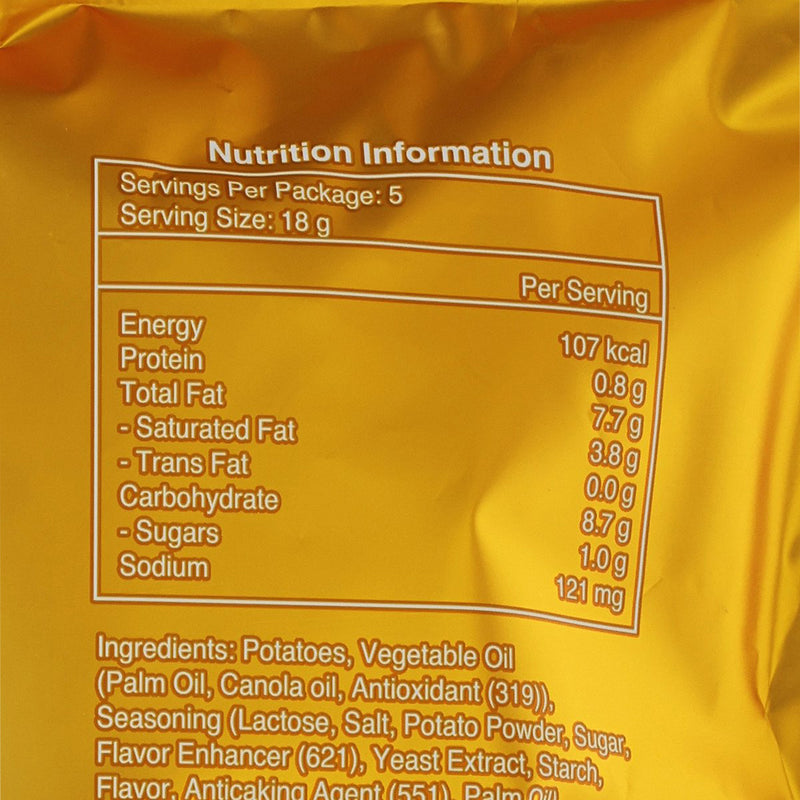 Nutrition Information
Servings Per Package: 5
Serving Size: 18 g
Per Serving
Energy 107 kcal
Protein 0.8 g
Total Fat 7.7 g
- Saturated Fat 3.8 g
- Trans Fat 0.0 g
Carbohydrate 8.7 g
- Sugars 1.0 g
Sodium 121 mg
Ingredients: Potatoes, Vegetable Oil
(Palm Oil, Canola oil, Antioxidant (319)),
Seasoning (Lactose, Salt, Potato Powder, Sugar,
Flavor Enhancer (621), Yeast Extract, Starch,
Flavor, Anticaking Agent (551), Palm Oil)